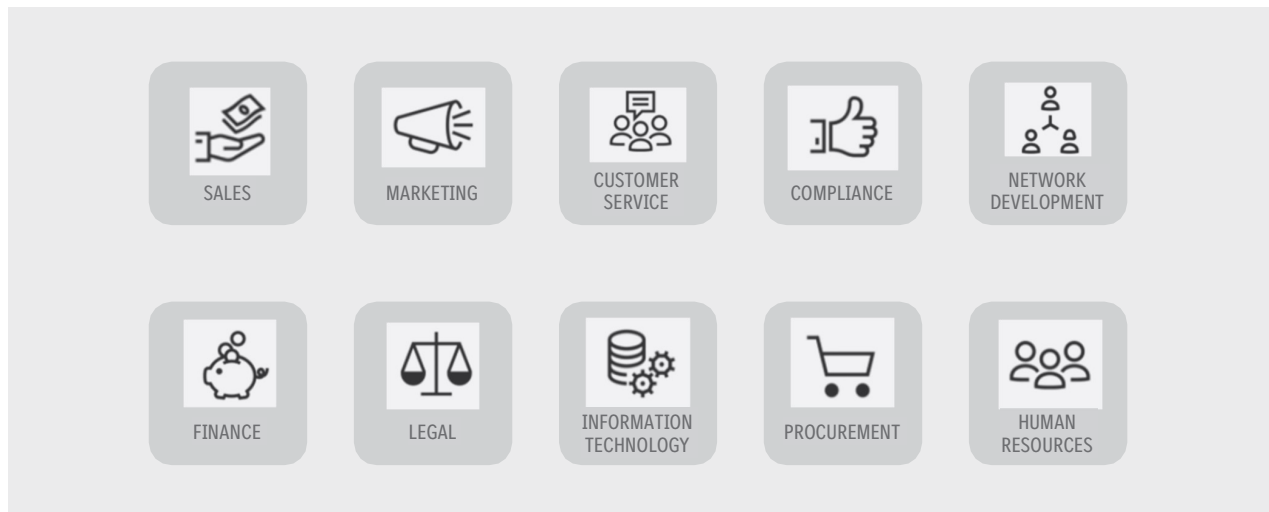 SALES
MARKETING
CUSTOMER
SERVICE
COMPLIANCE
NETWORK
DEVELOPMENT
FINANCE
LEGAL
INFORMATION
TECHNOLOGY
PROCUREMENT
HUMAN
RESOURCES